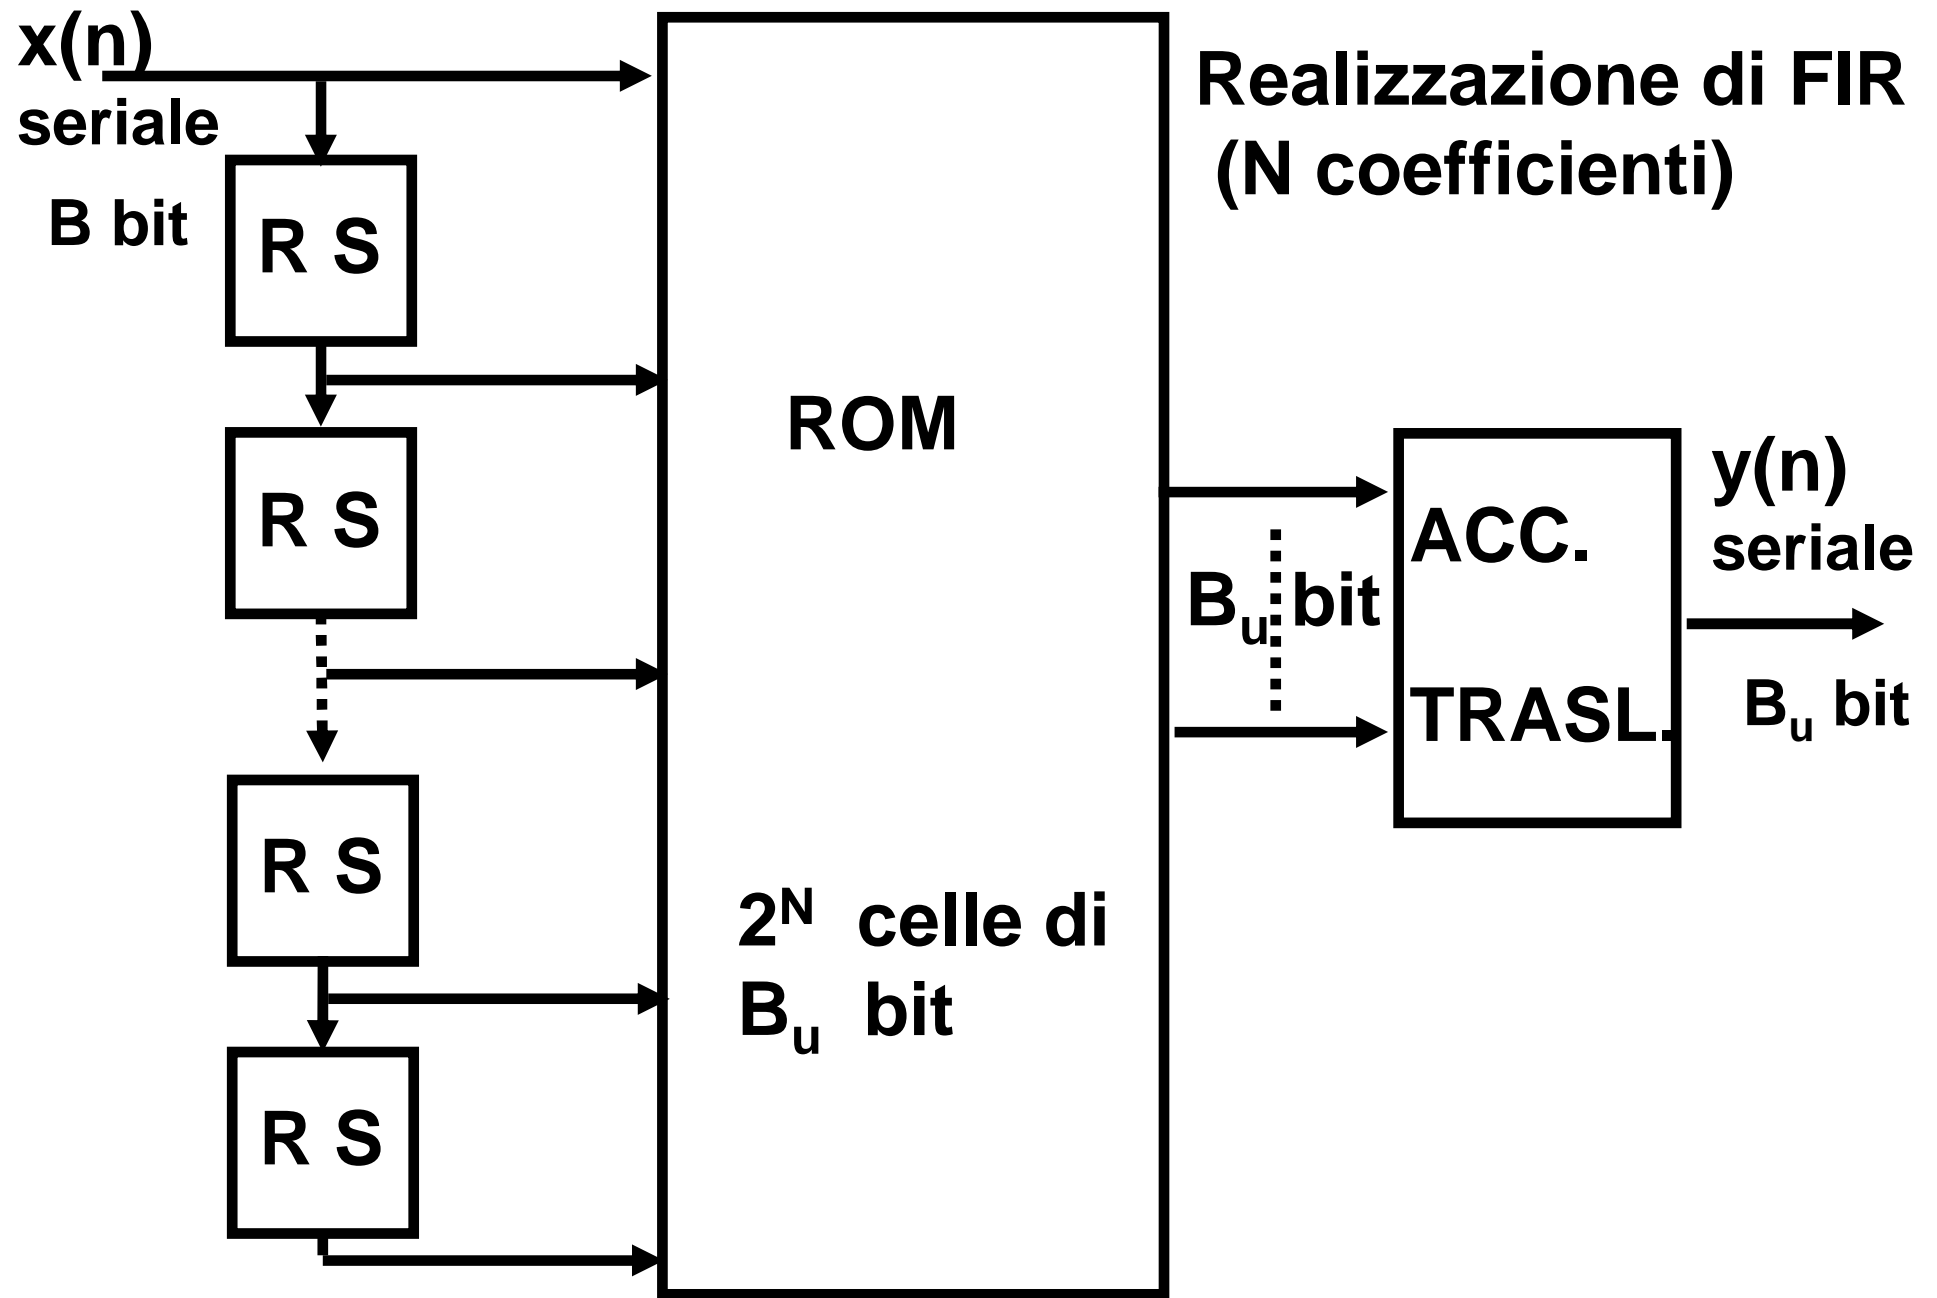 x(n)
seriale
B bit
R S
R S
R S
R S
ROM
2ᴺ celle di
Bᵤ bit
Realizzazione di FIR
(N coefficienti)
Bᵤ bit
ACC.
TRASL.
y(n)
seriale
Bᵤ bit